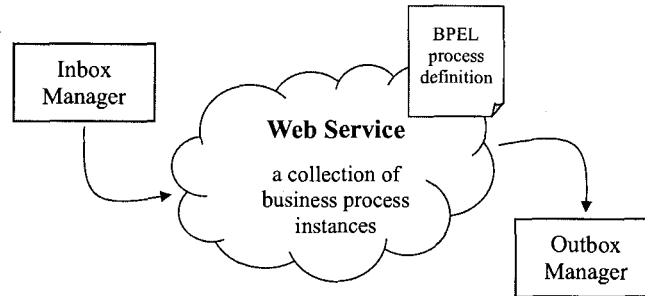 Inbox
Manager
BPEL
process
definition
Web Service
a collection of
business process
instances
Outbox
Manager